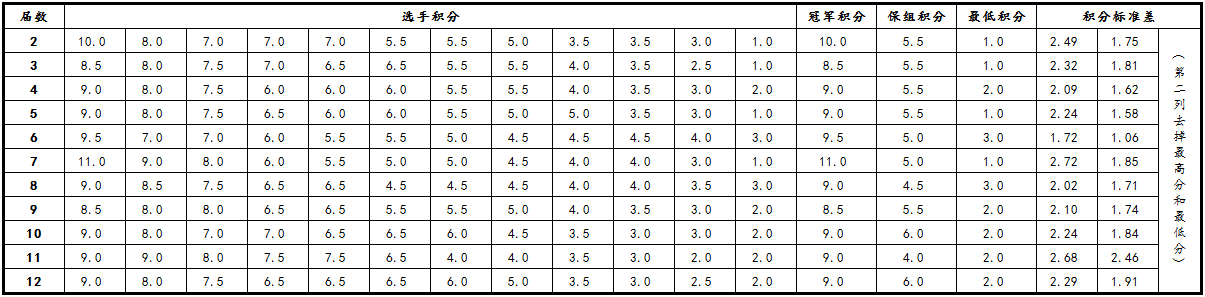 届数 选手积分 冠军积分 保组积分 最低积分 积分标准差
2 10.0 8.0 7.0 7.0 7.0 5.5 5.5 5.0 3.5 3.5 3.0 1.0 10.0 5.5 1.0 2.49 1.75
3 8.5 8.0 7.5 7.0 6.5 6.5 5.5 5.5 4.0 3.5 2.5 1.0 8.5 5.5 1.0 2.32 1.81
4 9.0 8.0 7.5 6.0 6.0 6.0 5.5 5.5 4.0 3.5 3.0 2.0 9.0 5.5 2.0 2.09 1.62
5 9.0 8.0 7.5 6.5 6.0 6.0 5.5 5.0 5.0 3.5 3.0 1.0 9.0 5.5 1.0 2.24 1.58
6 9.5 7.0 7.0 6.0 5.5 5.5 5.0 4.5 4.5 4.5 4.0 3.0 9.5 5.0 3.0 1.72 1.06
7 11.0 9.0 8.0 6.0 5.5 5.0 5.0 4.5 4.0 4.0 3.0 1.0 11.0 5.0 1.0 2.72 1.85
8 9.0 8.5 7.5 6.5 6.5 4.5 4.5 4.5 4.0 4.0 3.5 3.0 9.0 4.5 3.0 2.02 1.71
9 8.5 8.0 8.0 6.5 6.5 5.5 5.5 5.0 4.0 3.5 3.0 2.0 8.5 5.5 2.0 2.10 1.74
10 9.0 8.0 7.0 7.0 6.5 6.5 6.0 4.5 3.5 3.0 3.0 2.0 9.0 6.0 2.0 2.24 1.84
11 9.0 9.0 8.0 7.5 7.5 6.5 4.0 4.0 3.5 3.0 2.0 2.0 9.0 4.0 2.0 2.68 2.46
12 9.0 8.0 7.5 6.5 6.5 6.5 6.0 5.0 3.5 3.0 2.5 2.0 9.0 6.0 2.0 2.29 1.91
（第二列去掉最高分和最低分）